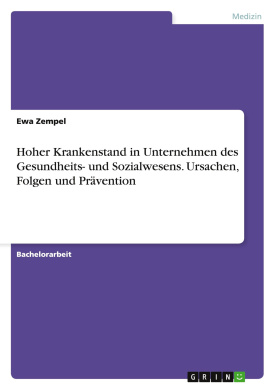 Medizin
Ewa Zempel
Hoher Krankenstand in Unternehmen des
Gesundheits- und Sozialwesens. Ursachen,
Folgen und Prävention
Bachelorarbeit
GRIN